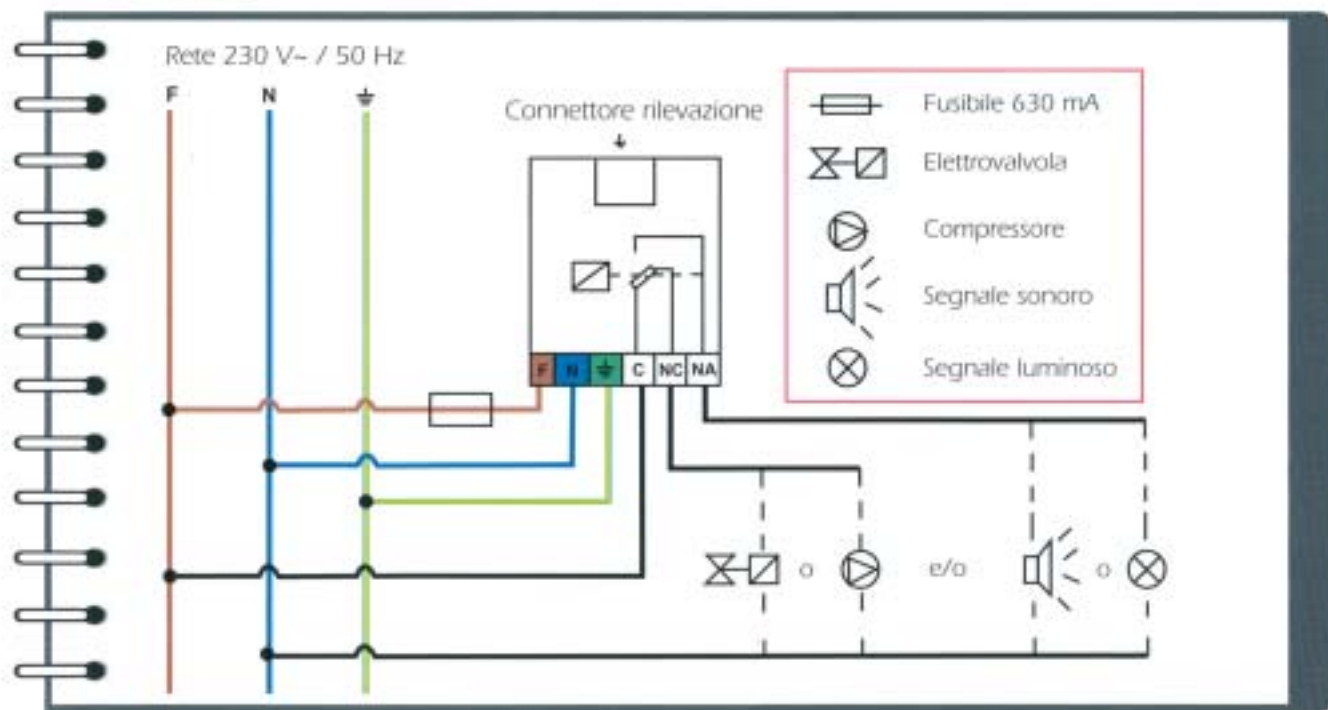 Rete 230 V~ / 50 Hz
F N
Connettore rilevazione
Fusibile 630 mA
Elettrovalvola
Compressore
Segnale sonoro
Segnale luminoso
F N C NC NA
o e/o o